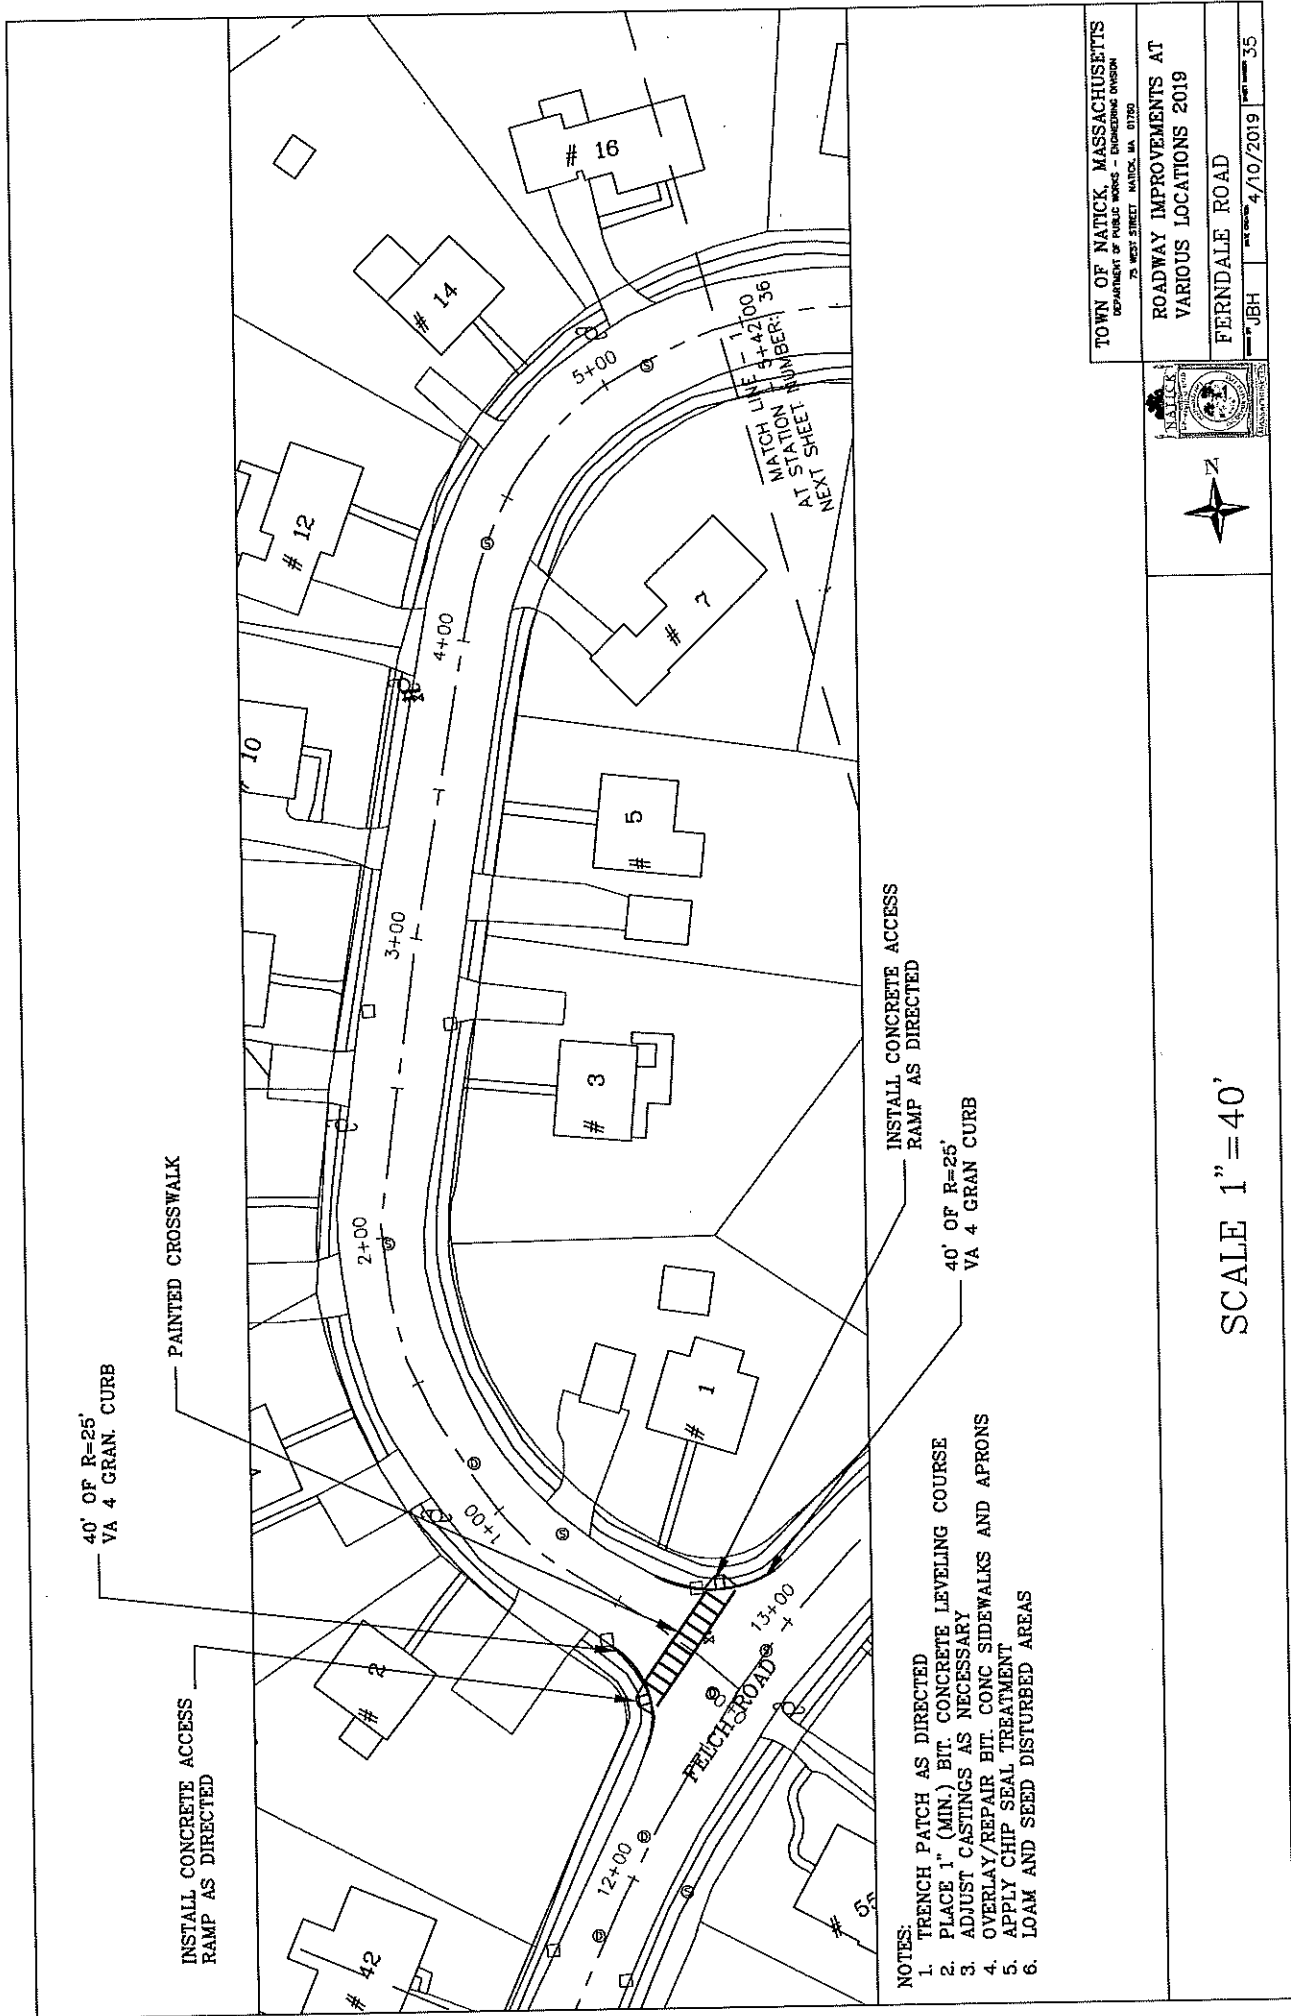 40' OF R=25'
VA 4 GRAN. CURB
PAINTED CROSSWALK
INSTALL CONCRETE ACCESS
RAMP AS DIRECTED
# 42
# 2
# 12
# 14
# 16
10
1+00
2+00
3+00
4+00
5+00
MATCH LINE - 1
AT STATION 5+42.00
NEXT SHEET NUMBER: 36
# 1
# 3
# 5
# 7
12+00
13+00
FELCH ROAD
# 55
INSTALL CONCRETE ACCESS
RAMP AS DIRECTED
40' OF R=25'
VA 4 GRAN CURB
NOTES:
1. TRENCH PATCH AS DIRECTED
2. PLACE 1" (MIN.) BIT. CONCRETE LEVELING COURSE
3. ADJUST CASTINGS AS NECESSARY
4. OVERLAY/REPAIR BIT. CONC SIDEWALKS AND APRONS
5. APPLY CHIP SEAL TREATMENT
6. LOAM AND SEED DISTURBED AREAS
SCALE 1"=40'
N
NATICK
MASSACHUSETTS
TOWN OF NATICK, MASSACHUSETTS
DEPARTMENT OF PUBLIC WORKS - ENGINEERING DIVISION
75 WEST STREET NATICK, MA 01760
ROADWAY IMPROVEMENTS AT
VARIOUS LOCATIONS 2019
FERNDALE ROAD
JBH
4/10/2019
35